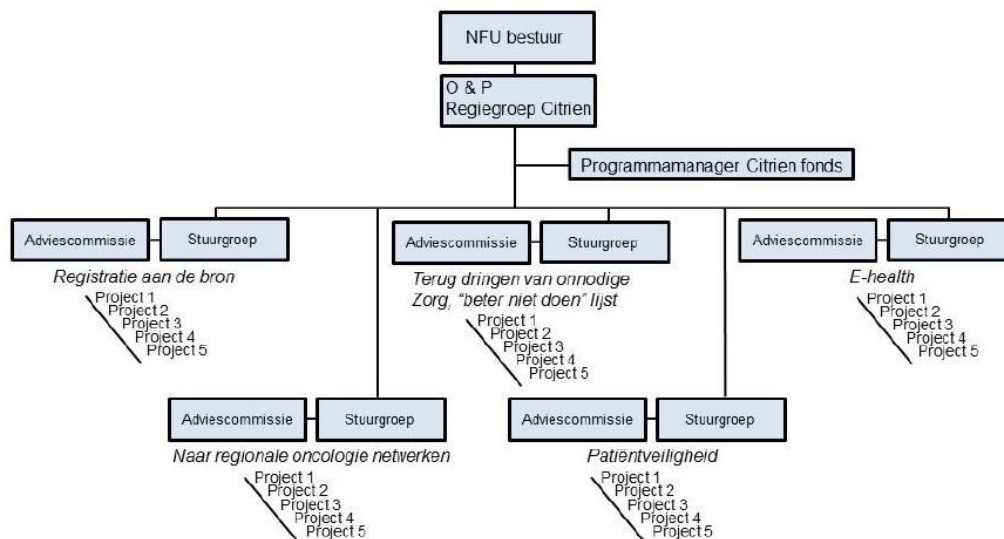 NFU bestuur
O & P
Regiegroep Citrien
Programmamanager Citrien fonds
Adviescommissie
Stuurgroep
Registratie aan de bron
Project 1
Project 2
Project 3
Project 4
Project 5
Adviescommissie
Stuurgroep
Terug dringen van onnodige
Zorg, "beter niet doen" lijst
Project 1
Project 2
Project 3
Project 4
Project 5
Adviescommissie
Stuurgroep
E-health
Project 1
Project 2
Project 3
Project 4
Project 5
Adviescommissie
Stuurgroep
Naar regionale oncologie netwerken
Project 1
Project 2
Project 3
Project 4
Project 5
Adviescommissie
Stuurgroep
Patiëntveiligheid
Project 1
Project 2
Project 3
Project 4
Project 5